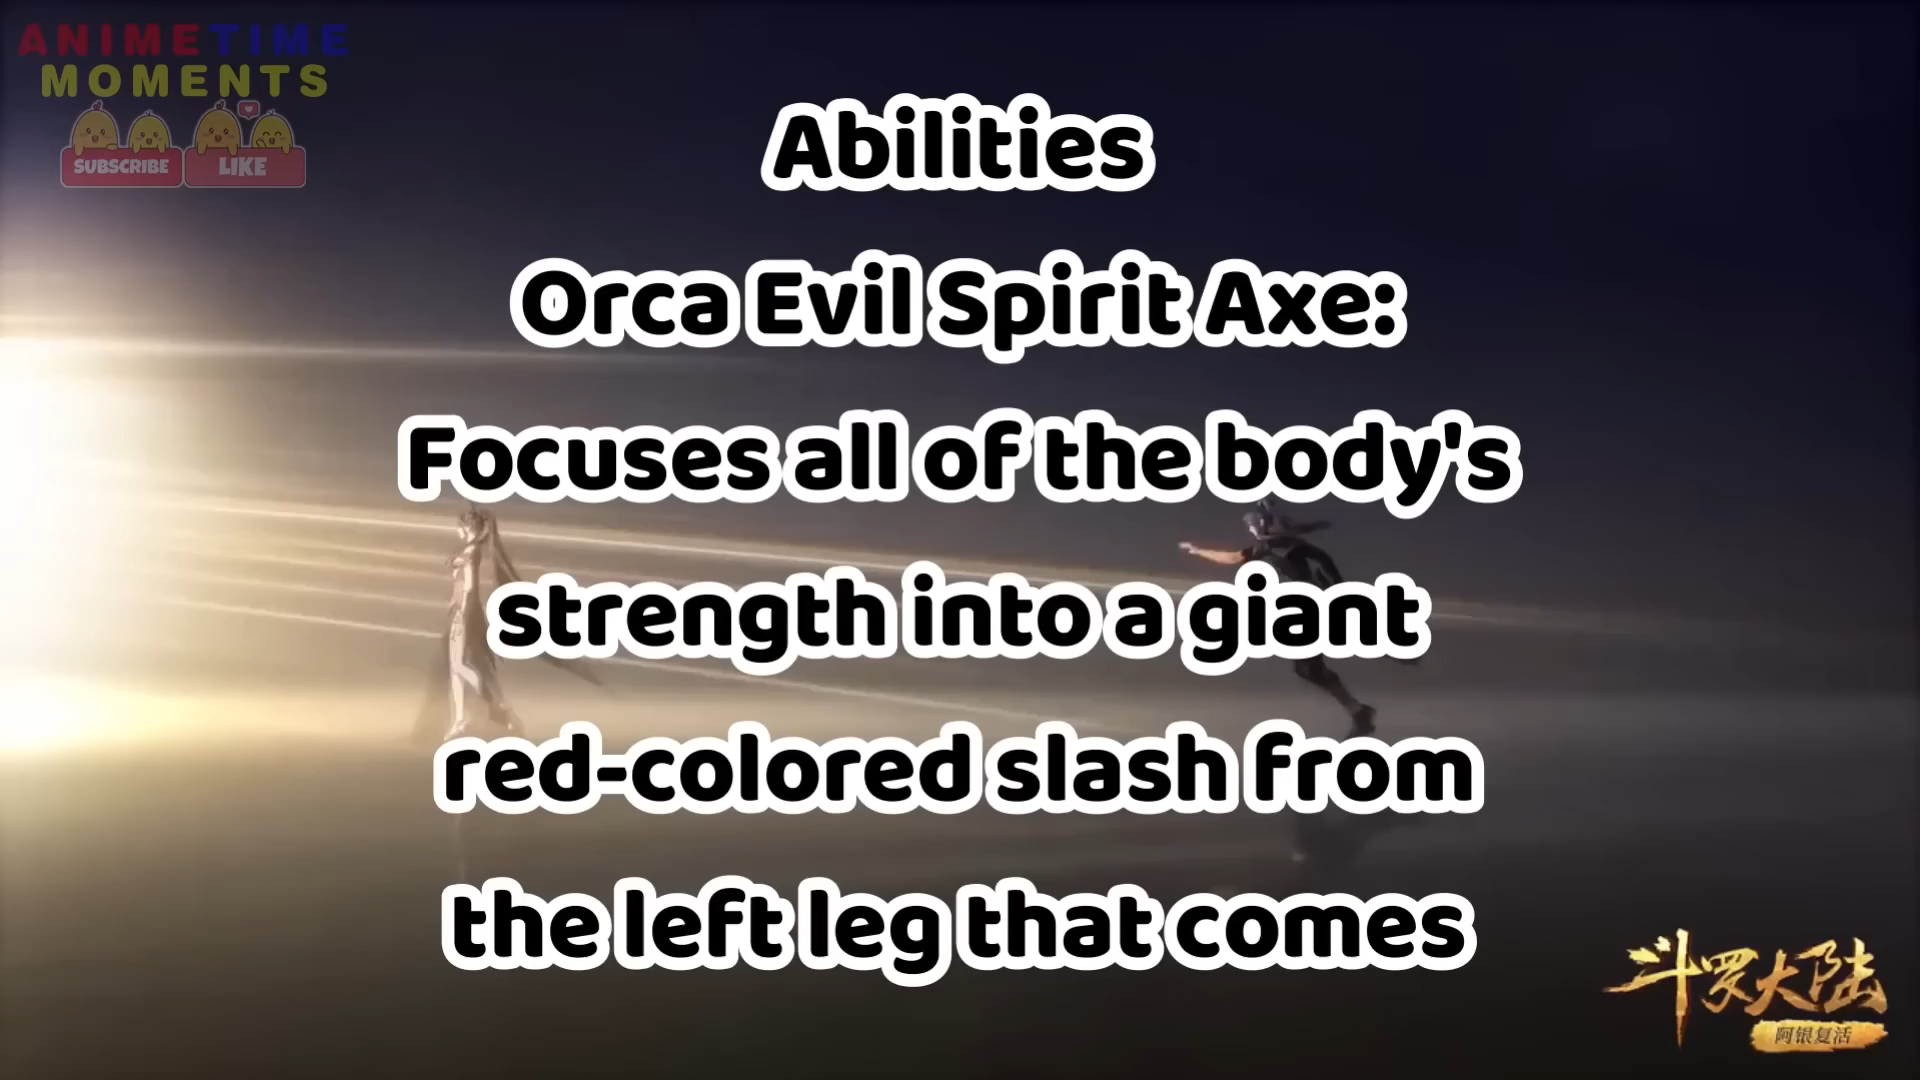 ANIMETIME
MOMENTS
SUBSCRIBE LIKE
Abilities
Orca Evil Spirit Axe:
Focuses all of the body's
strength into a giant
red-colored slash from
the left leg that comes
斗罗大陆
阿银复活